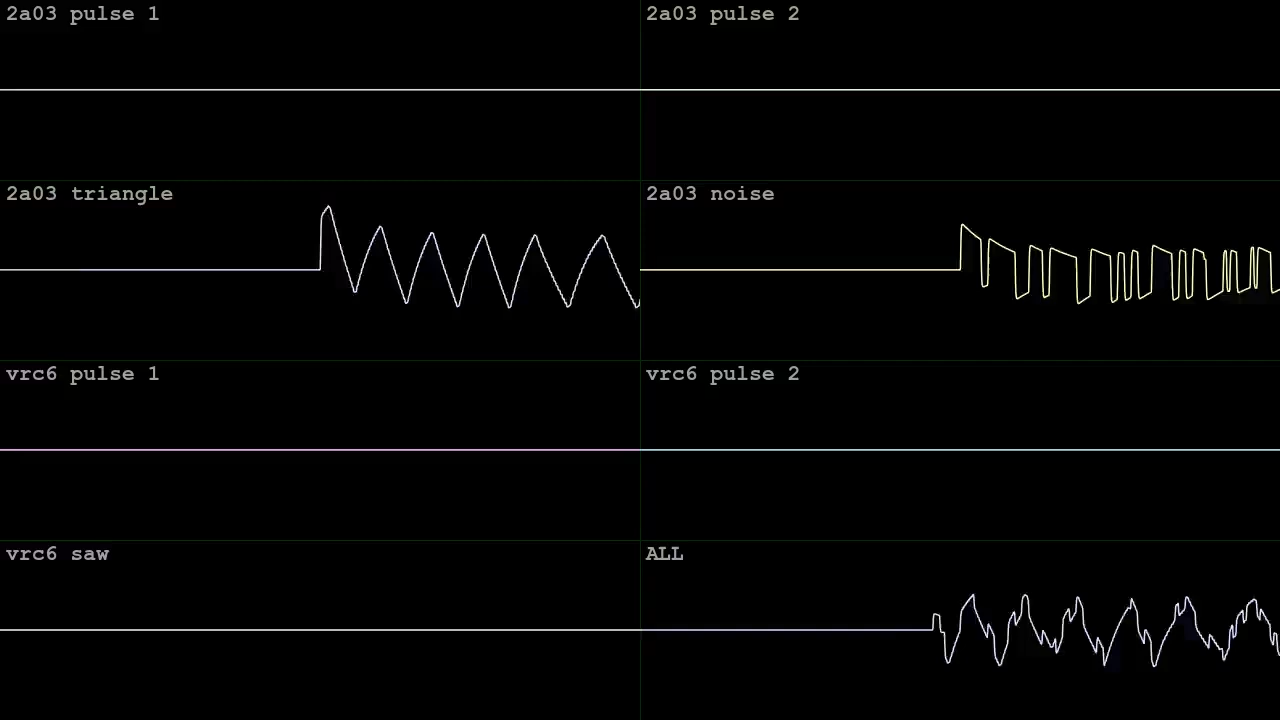 2a03 pulse 1
2a03 pulse 2
2a03 triangle
2a03 noise
vrc6 pulse 1
vrc6 pulse 2
vrc6 saw
ALL